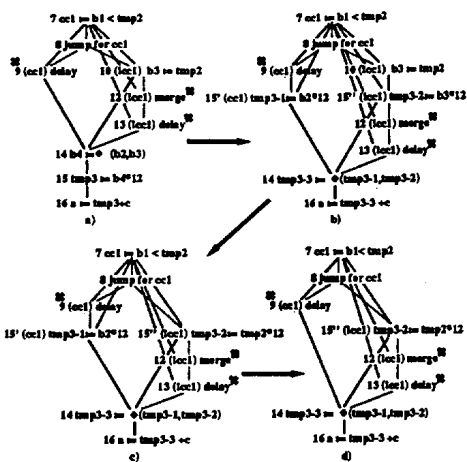 7 cc1 := b1 < tmp2
8 jump for cc1
⌘ 9 (cc1) delay
10 (!cc1) b3 := tmp2
12 (!cc1) merge ⌘
13 (!cc1) delay ⌘
14 b4 := ϕ (b2,b3)
15 tmp3 := b4*12
16 a := tmp3+c
a)
7 cc1 := b1 < tmp2
8 jump for cc1
⌘ 9 (cc1) delay
10 (!cc1) b3 := tmp2
15' (cc1) tmp3-1 := b2*12
15'' (!cc1) tmp3-2 := b3*12
12 (!cc1) merge ⌘
13 (!cc1) delay ⌘
14 tmp3-3 := ϕ (tmp3-1,tmp3-2)
16 a := tmp3-3 +c
b)
7 cc1 := b1 < tmp2
8 jump for cc1
⌘ 9 (cc1) delay
15' (cc1) tmp3-1 := b2*12
15'' (!cc1) tmp3-2 := tmp2*12
12 (!cc1) merge ⌘
13 (!cc1) delay ⌘
14 tmp3-3 := ϕ (tmp3-1,tmp3-2)
16 a := tmp3-3 +c
c)
7 cc1 := b1 < tmp2
8 jump for cc1
⌘ 9 (cc1) delay
15'' (!cc1) tmp3-2 := tmp2*12
12 (!cc1) merge ⌘
13 (!cc1) delay ⌘
14 tmp3-3 := ϕ (tmp3-1,tmp3-2)
16 a := tmp3-3 +c
d)